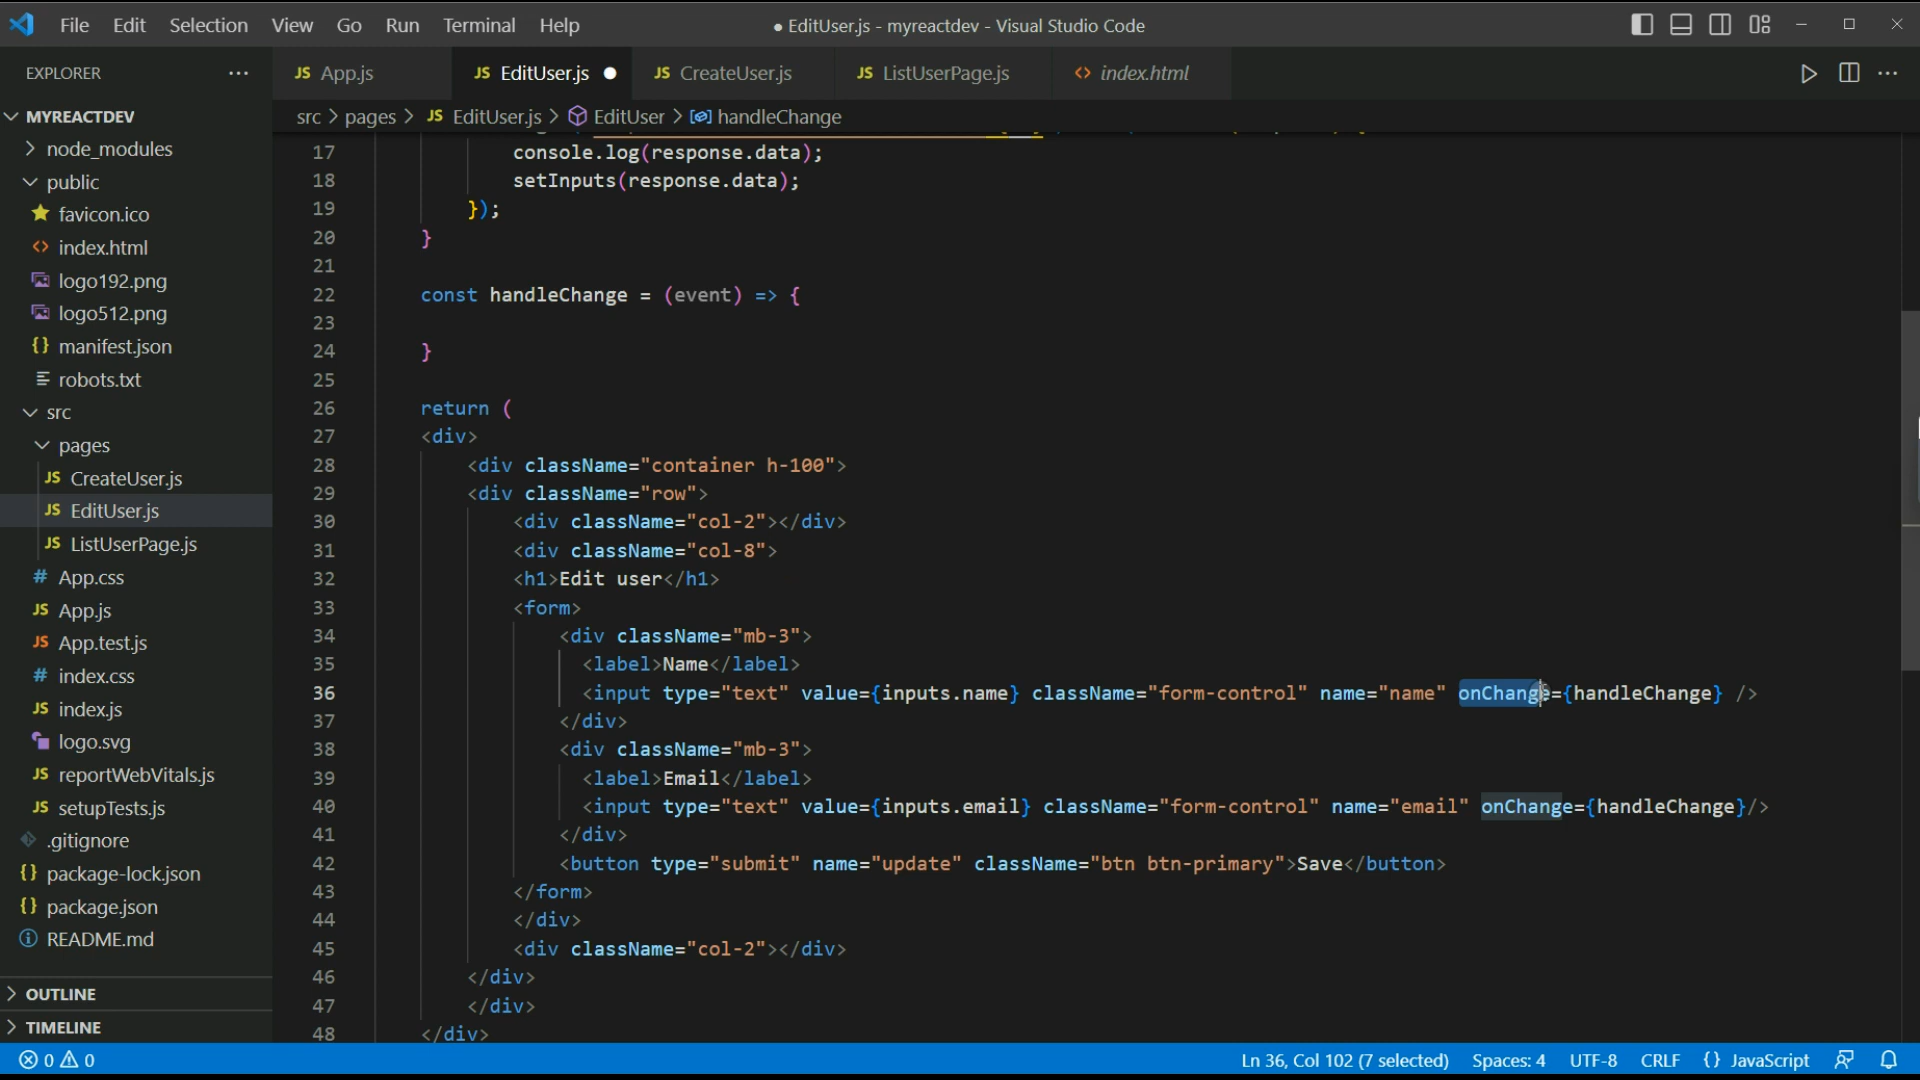 File Edit Selection View Go Run Terminal Help
● EditUser.js - myreactdev - Visual Studio Code
EXPLORER ···
JS App.js
JS EditUser.js ●
JS CreateUser.js
JS ListUserPage.js
<> index.html
MYREACTDEV
node_modules
public
favicon.ico
<> index.html
logo192.png
logo512.png
{} manifest.json
robots.txt
src
pages
JS CreateUser.js
JS EditUser.js
JS ListUserPage.js
# App.css
JS App.js
JS App.test.js
# index.css
JS index.js
logo.svg
JS reportWebVitals.js
JS setupTests.js
.gitignore
{} package-lock.json
{} package.json
README.md
OUTLINE
TIMELINE
src > pages > JS EditUser.js > EditUser > handleChange
17 console.log(response.data);
18 setInputs(response.data);
19 });
20 }
21
22 const handleChange = (event) => {
23
24 }
25
26 return (
27 <div>
28 <div className="container h-100">
29 <div className="row">
30 <div className="col-2"></div>
31 <div className="col-8">
32 <h1>Edit user</h1>
33 <form>
34 <div className="mb-3">
35 <label>Name</label>
36 <input type="text" value={inputs.name} className="form-control" name="name" onChange={handleChange} />
37 </div>
38 <div className="mb-3">
39 <label>Email</label>
40 <input type="text" value={inputs.email} className="form-control" name="email" onChange={handleChange}/>
41 </div>
42 <button type="submit" name="update" className="btn btn-primary">Save</button>
43 </form>
44 </div>
45 <div className="col-2"></div>
46 </div>
47 </div>
48 </div>
0 0
Ln 36, Col 102 (7 selected) Spaces: 4 UTF-8 CRLF {} JavaScript